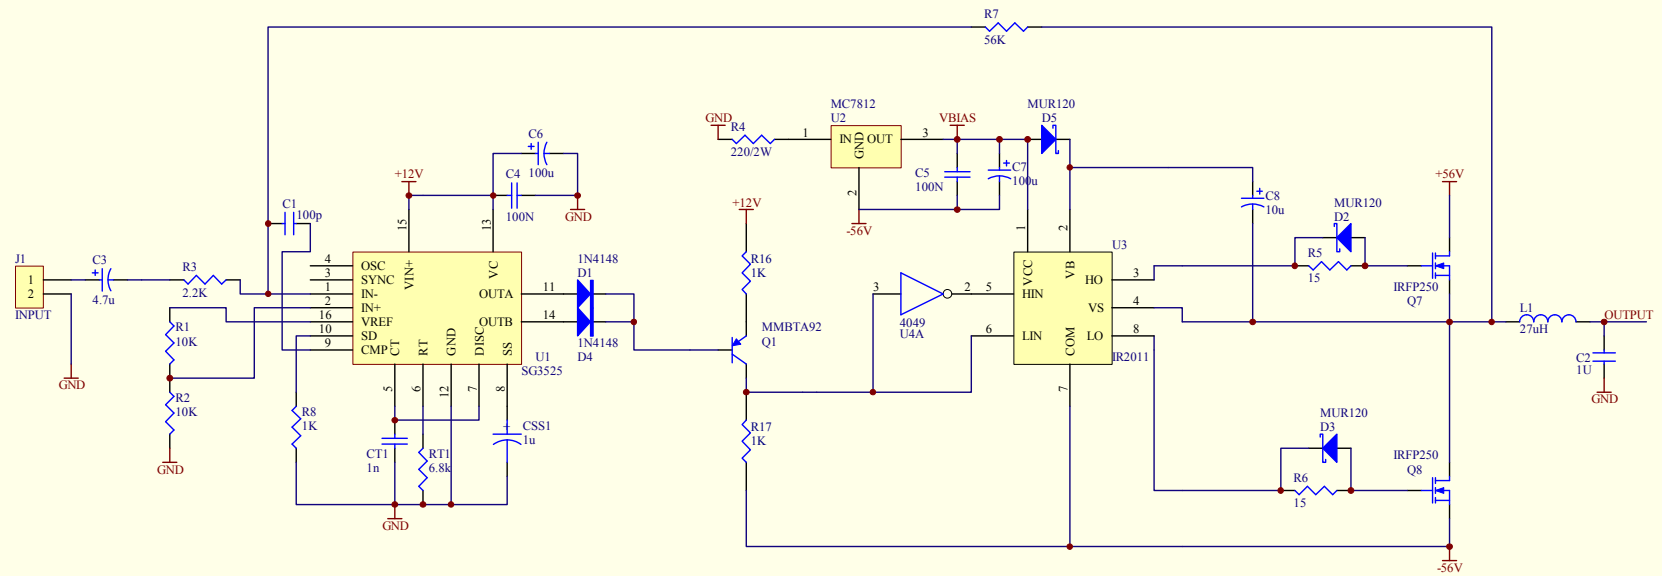 R7
56K
GND
R4
220/2W
1
MC7812
U2
IN
OUT
GND
3
2
-56V
VBIAS
C5
100N
C7
100u
MUR120
D5
C8
10u
+56V
MUR120
D2
R5
15
IRFP250
Q7
C6
100u
C4
100N
GND
+12V
15
13
C1
100p
J1
1
2
INPUT
GND
C3
4.7u
R3
2.2K
R1
10K
R2
10K
GND
4
3
1
2
16
10
9
OSC
SYNC
IN-
IN+
VREF
SD
CMP
VIN+
VC
OUTA
OUTB
CT
RT
GND
DISC
SS
11
14
5
6
12
7
8
U1
SG3525
1N4148
D1
1N4148
D4
R8
1K
CT1
1n
RT1
6.8k
CSS1
1u
GND
+12V
R16
1K
MMBTA92
Q1
R17
1K
3
2
4049
U4A
5
6
1
2
U3
VCC
VB
HIN
LIN
COM
HO
VS
LO
3
4
8
7
IR2011
L1
27uH
OUTPUT
C2
1U
GND
MUR120
D3
R6
15
IRFP250
Q8
-56V